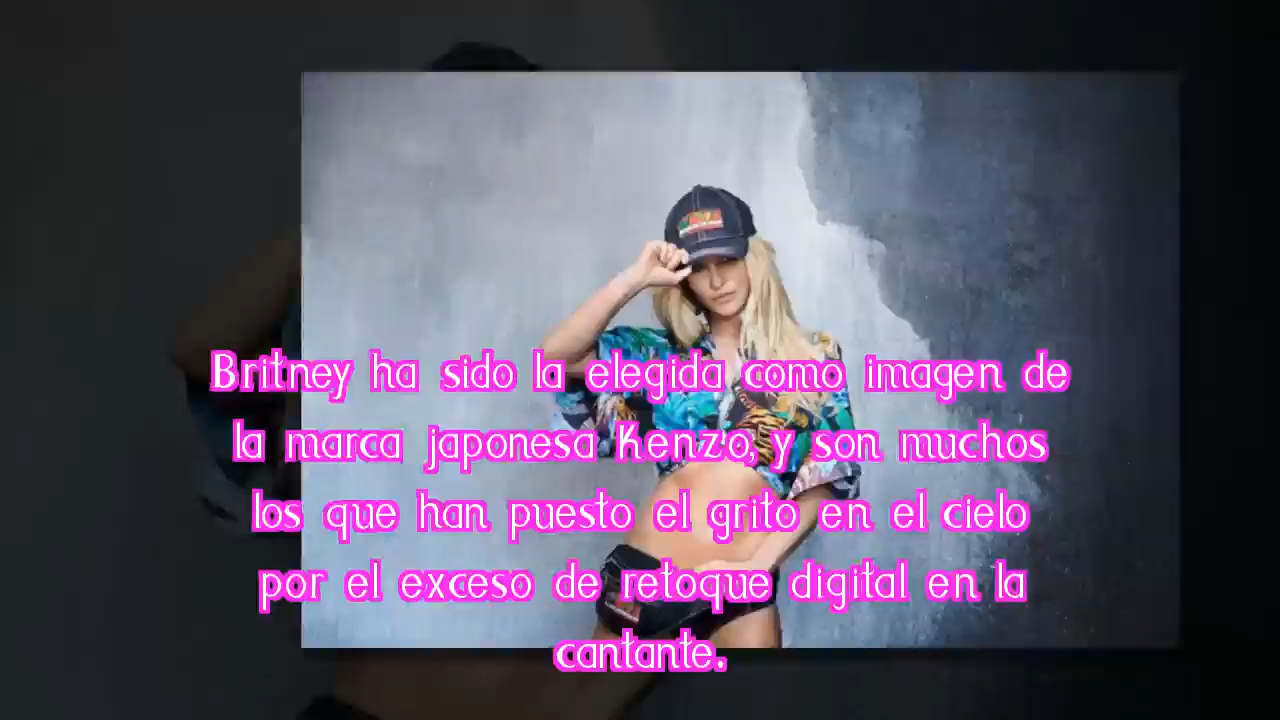 Britney ha sido la elegida como imagen de
la marca japonesa Kenzo, y son muchos
los que han puesto el grito en el cielo
por el exceso de retoque digital en la
cantante.